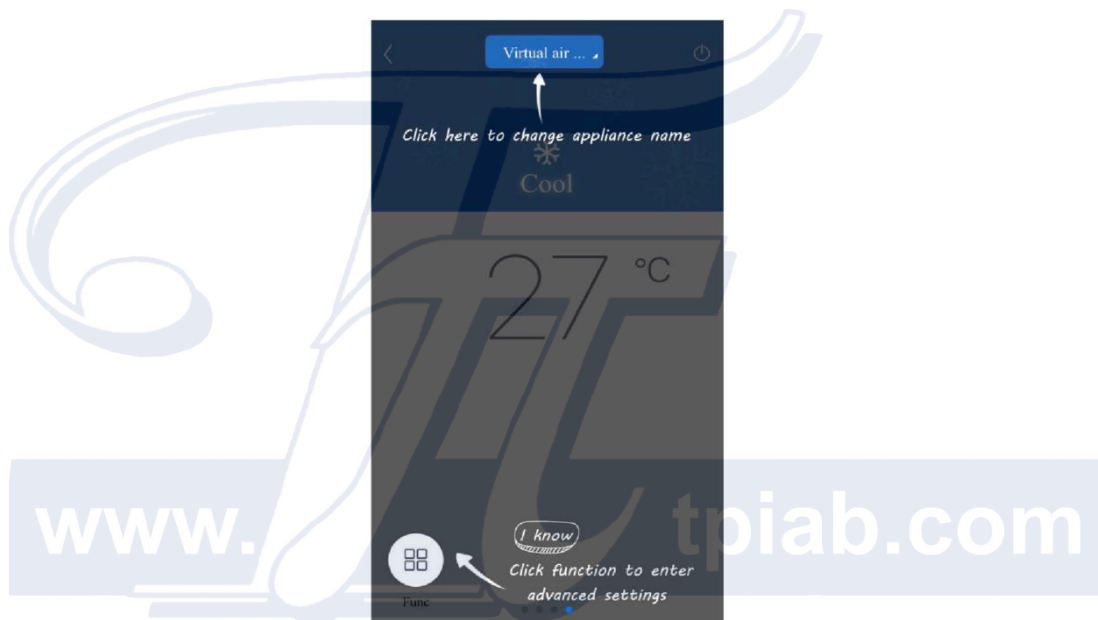 Virtual air ...
Click here to change appliance name
Cool
27 °C
www. tpiab.com
I know
Click function to enter
advanced settings
Func